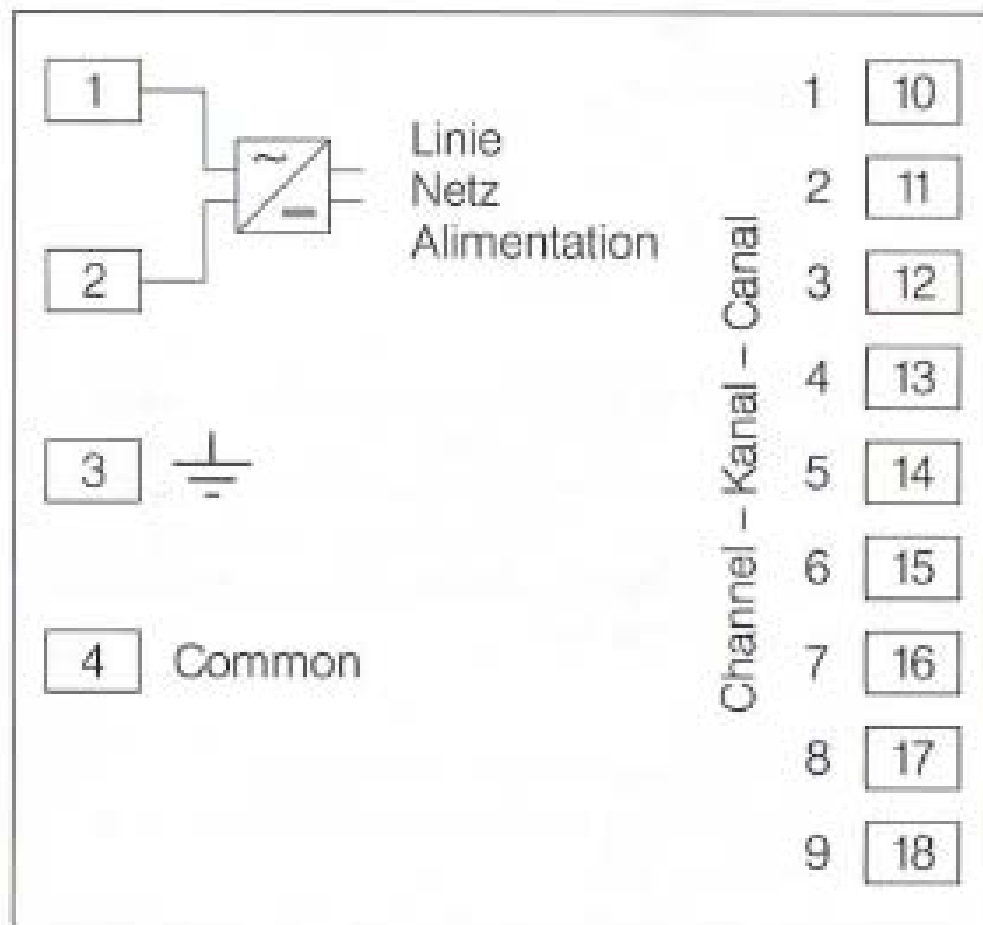 1
Linie
Netz
Alimentation
2
3
4 Common
Channel – Kanal – Canal
1 10
2 11
3 12
4 13
5 14
6 15
7 16
8 17
9 18